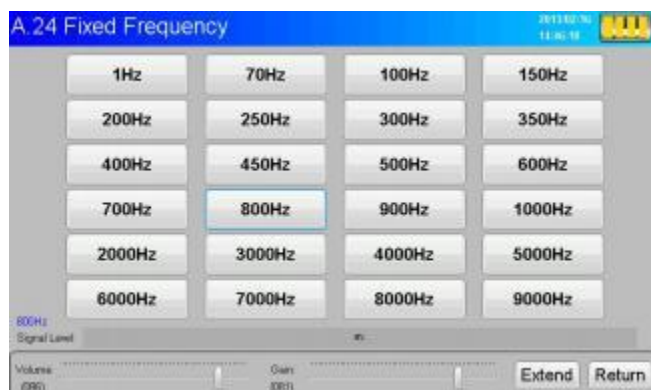 A.24 Fixed Frequency
1Hz 70Hz 100Hz 150Hz
200Hz 250Hz 300Hz 350Hz
400Hz 450Hz 500Hz 600Hz
700Hz 800Hz 900Hz 1000Hz
2000Hz 3000Hz 4000Hz 5000Hz
6000Hz 7000Hz 8000Hz 9000Hz
800Hz
Signal Level
Volume Gain Extend Return